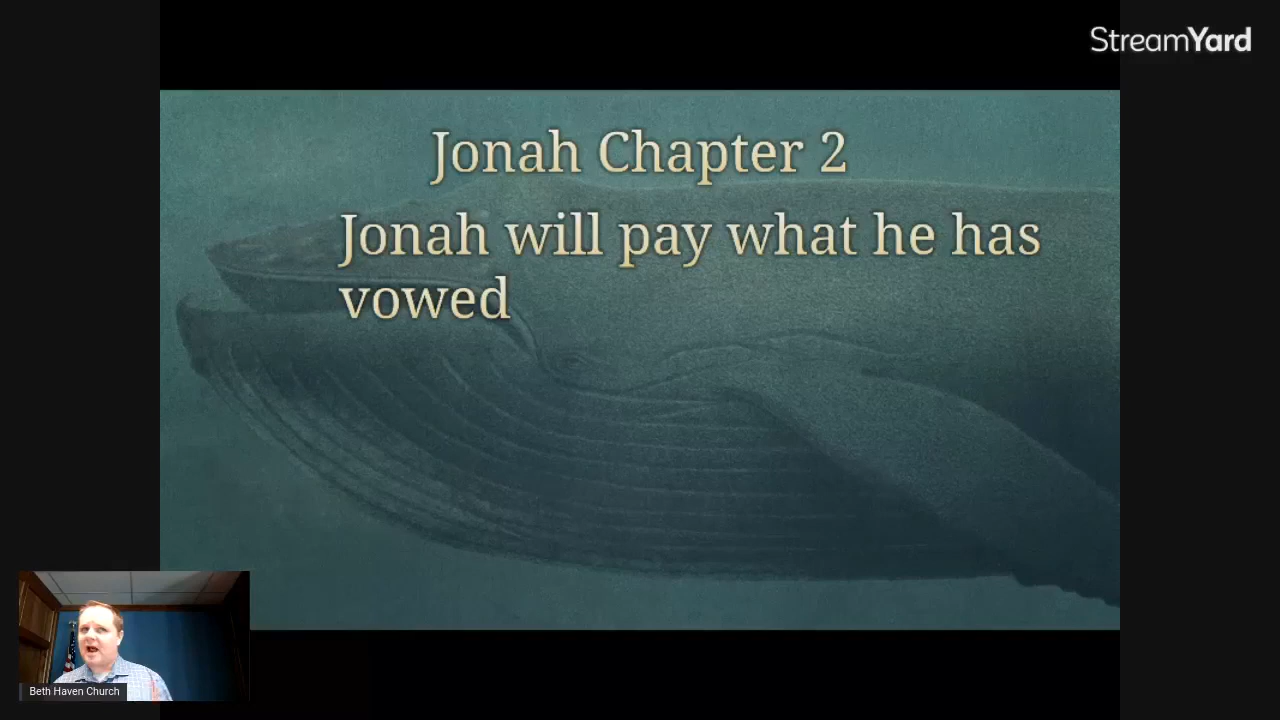 StreamYard
Jonah Chapter 2
Jonah will pay what he has
vowed
Beth Haven Church